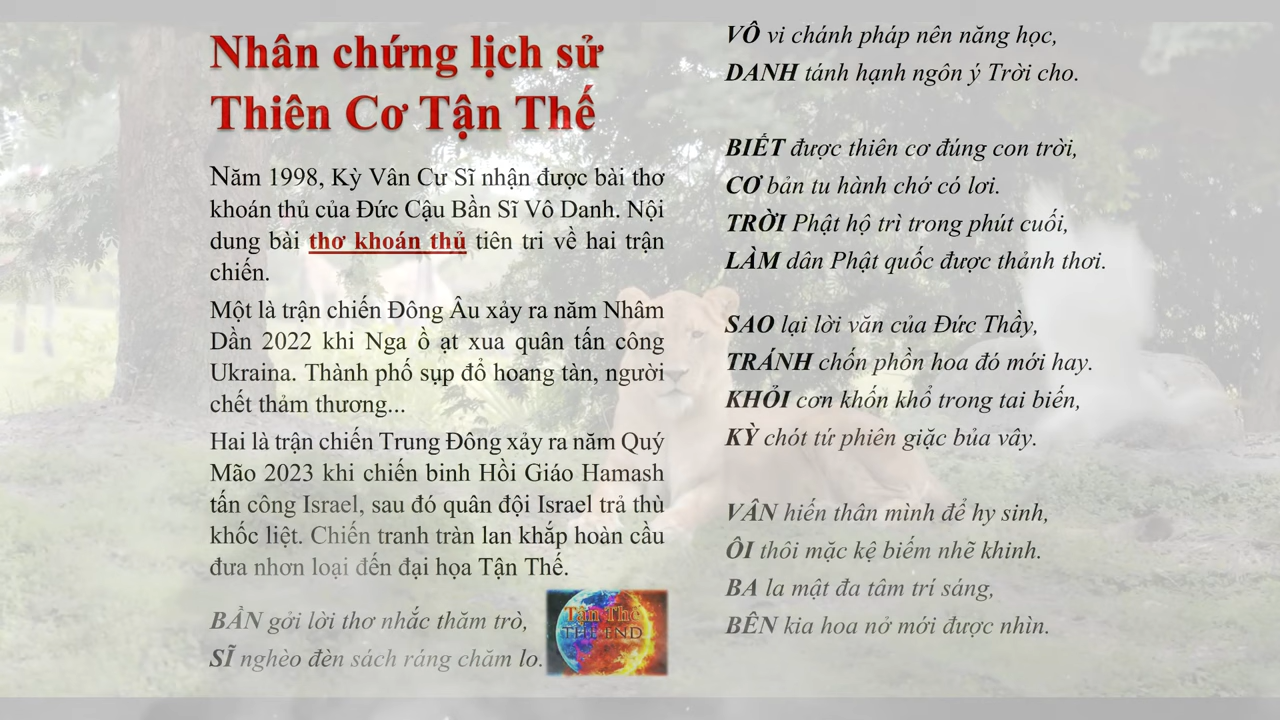 Nhân chứng lịch sử
Thiên Cơ Tận Thế
Năm 1998, Kỳ Vân Cư Sĩ nhận được bài thơ
khoán thủ của Đức Cậu Bần Sĩ Vô Danh. Nội
dung bài thơ khoán thủ tiên tri về hai trận
chiến.
Một là trận chiến Đông Âu xảy ra năm Nhâm
Dần 2022 khi Nga ồ ạt xua quân tấn công
Ukraina. Thành phố sụp đổ hoang tàn, người
chết thảm thương...
Hai là trận chiến Trung Đông xảy ra năm Quý
Mão 2023 khi chiến binh Hồi Giáo Hamash
tấn công Israel, sau đó quân đội Israel trả thù
khốc liệt. Chiến tranh tràn lan khắp hoàn cầu
đưa nhơn loại đến đại họa Tận Thế.
BẦN gởi lời thơ nhắc thăm trò,
SĨ nghèo đèn sách ráng chăm lo.
Tận Thế
THE END
VÔ vi chánh pháp nên năng học,
DANH tánh hạnh ngôn ý Trời cho.
BIẾT được thiên cơ đúng con trời,
CƠ bản tu hành chớ có lơi.
TRỜI Phật hộ trì trong phút cuối,
LÀM dân Phật quốc được thảnh thơi.
SAO lại lời văn của Đức Thầy,
TRÁNH chốn phồn hoa đó mới hay.
KHỎI cơn khốn khổ trong tai biến,
KỲ chót tứ phiên giặc bủa vây.
VÂN hiến thân mình để hy sinh,
ÔI thôi mặc kệ biếm nhẽ khinh.
BA la mật đa tâm trí sáng,
BÊN kia hoa nở mới được nhìn.